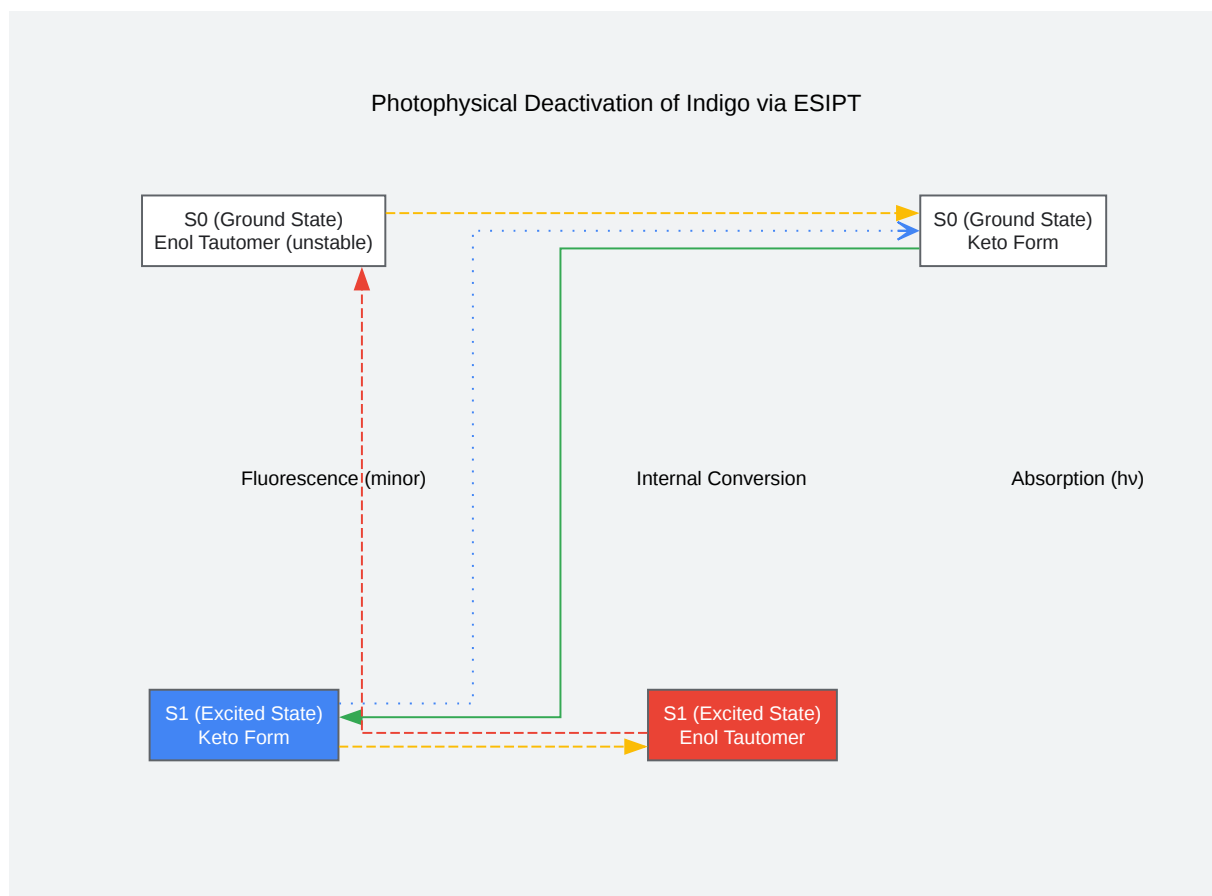 Photophysical Deactivation of Indigo via ESIPT
S0 (Ground State)
Enol Tautomer (unstable)
S0 (Ground State)
Keto Form
Fluorescence (minor)
Internal Conversion
Absorption (hν)
S1 (Excited State)
Keto Form
S1 (Excited State)
Enol Tautomer